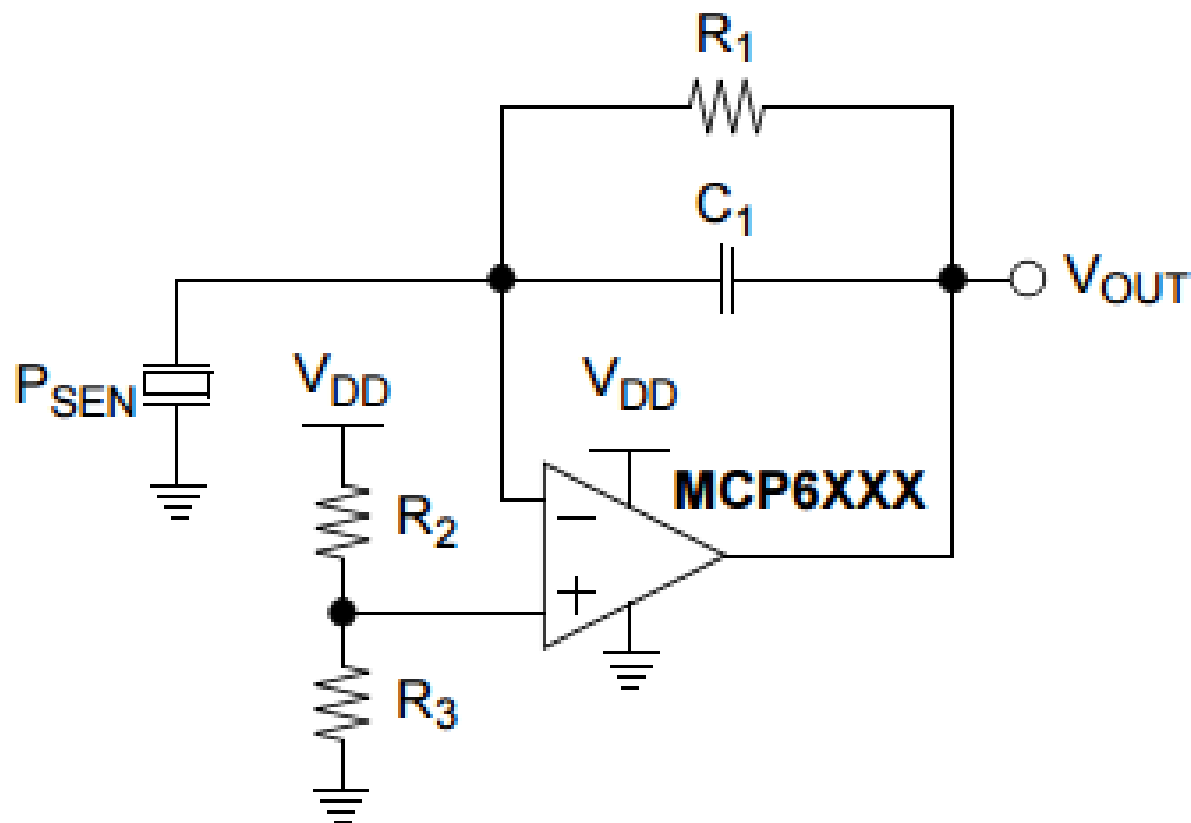 R1
C1
VOUT
PSEN
VDD
VDD
MCP6XXX
R2
−
+
R3